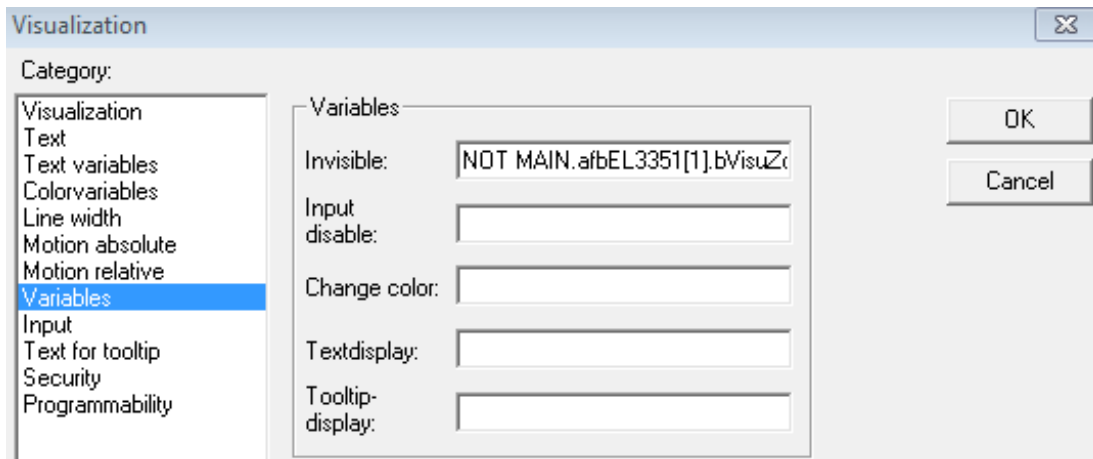 Visualization
Category:
Visualization
Text
Text variables
Colorvariables
Line width
Motion absolute
Motion relative
Variables
Input
Text for tooltip
Security
Programmability
Variables
Invisible: NOT MAIN.afbEL3351[1].bVisuZ
Input
disable:
Change color:
Textdisplay:
Tooltip-
display:
OK
Cancel